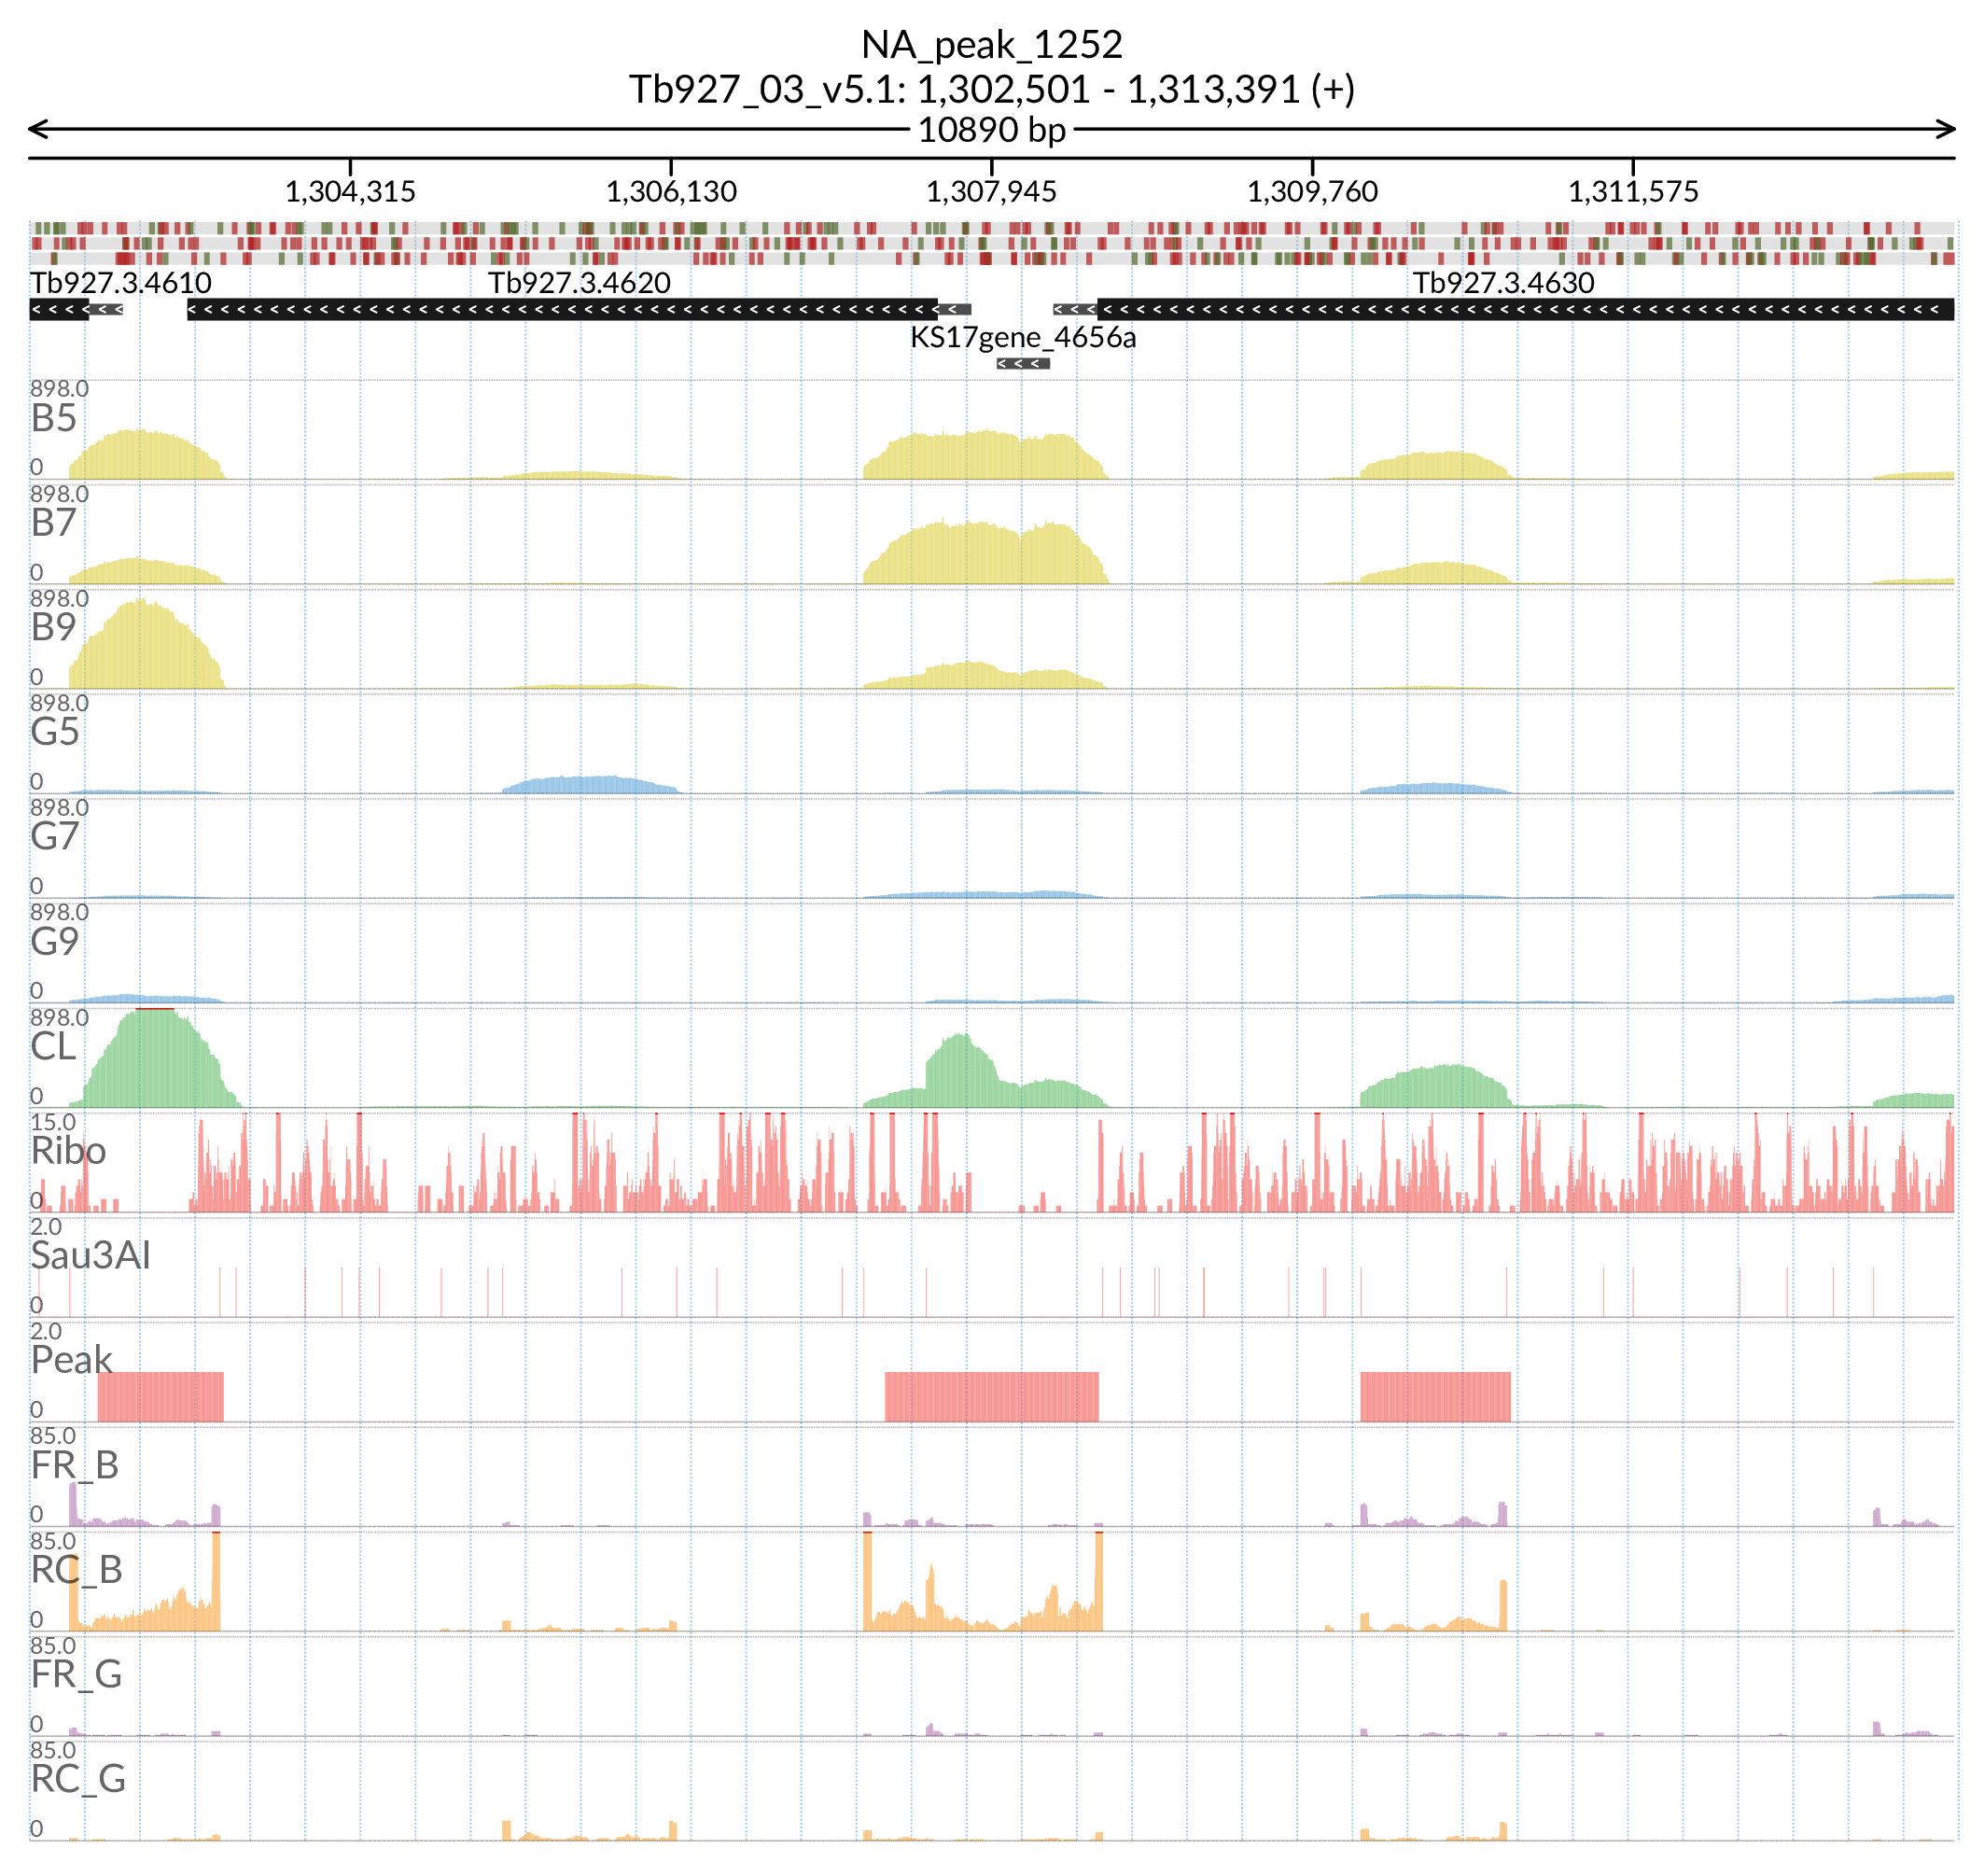 NA_peak_1252
Tb927_03_v5.1: 1,302,501 - 1,313,391 (+)
10890 bp
1,304,315 1,306,130 1,307,945 1,309,760 1,311,575
Tb927.3.4610 Tb927.3.4620 Tb927.3.4630
KS17gene_4656a
898.0
B5
0
898.0
B7
0
898.0
B9
0
898.0
G5
0
898.0
G7
0
898.0
G9
0
898.0
CL
0
15.0
Ribo
0
2.0
Sau3AI
0
2.0
Peak
0
85.0
FR_B
0
85.0
RC_B
0
85.0
FR_G
0
85.0
RC_G
0